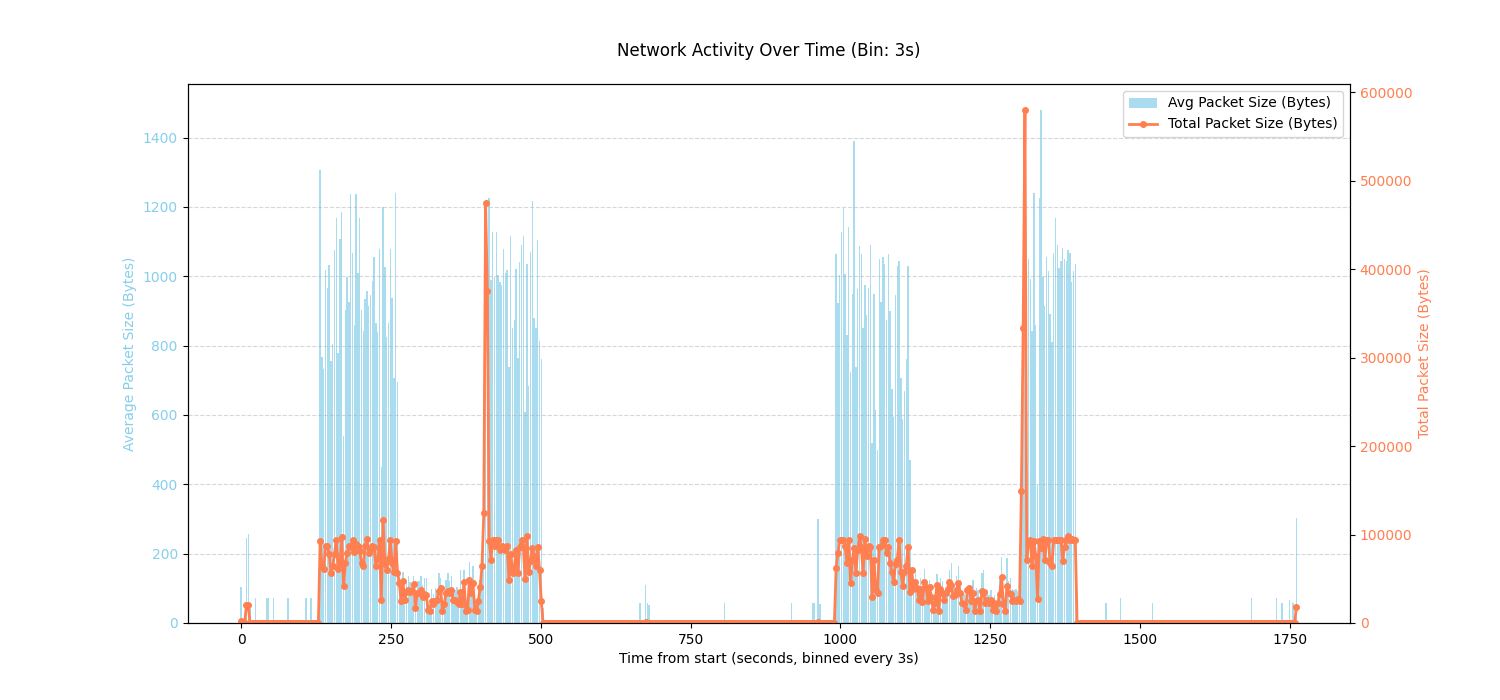 Network Activity Over Time (Bin: 3s)
Avg Packet Size (Bytes)
Total Packet Size (Bytes)
Average Packet Size (Bytes)
1400
1200
1000
800
600
400
200
0
600000
500000
400000
300000
200000
100000
0
Total Packet Size (Bytes)
0 250 500 750 1000 1250 1500 1750
Time from start (seconds, binned every 3s)